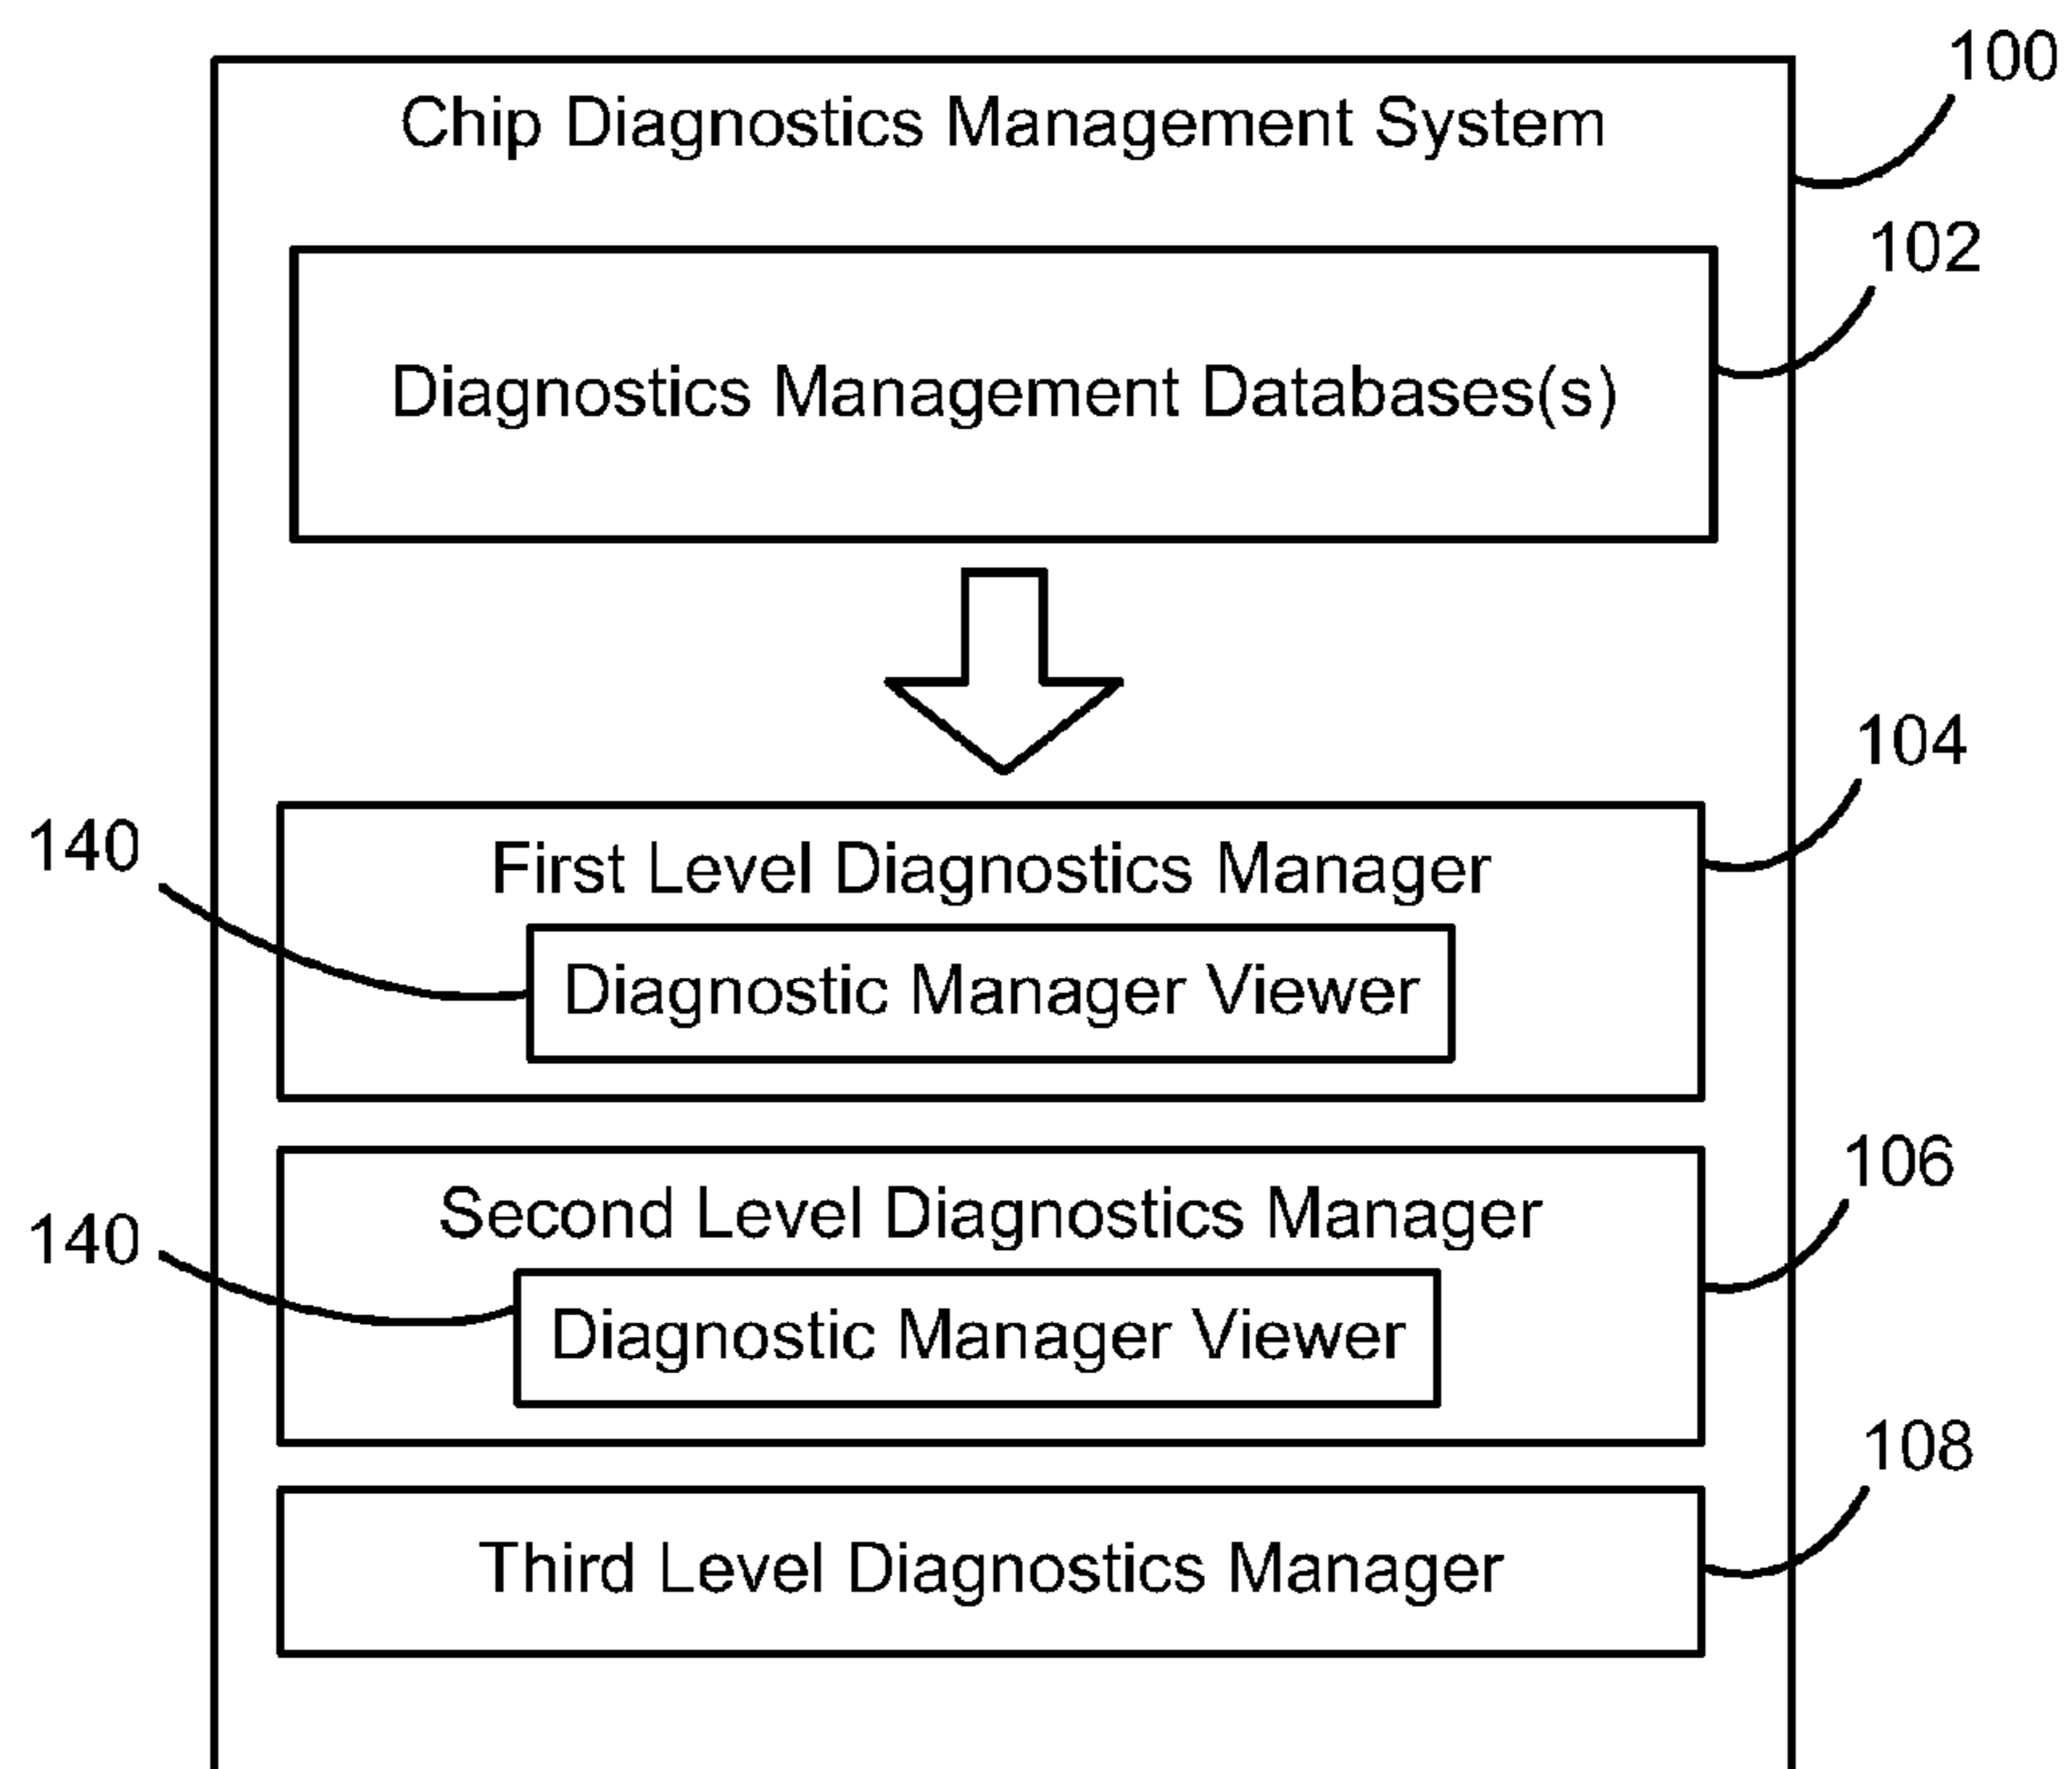 100
Chip Diagnostics Management System
102
Diagnostics Management Databases(s)
104
140
First Level Diagnostics Manager
Diagnostic Manager Viewer
106
140
Second Level Diagnostics Manager
Diagnostic Manager Viewer
108
Third Level Diagnostics Manager